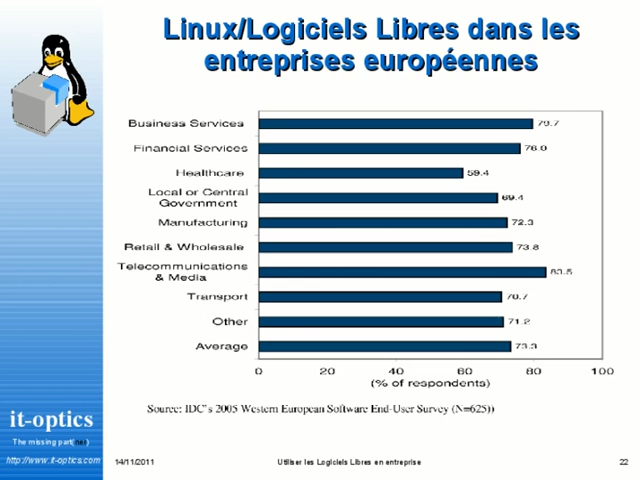 Linux/Logiciels Libres dans les
entreprises européennes
Business Services 79.7
Financial Services 76.0
Healthcare 59.4
Local or Central
Government 69.4
Manufacturing 72.3
Retail & Wholesale 73.8
Telecommunications
& Media 83.5
Transport 70.7
Other 71.2
Average 73.3
0 20 40 60 80 100
(% of respondents)
Source: IDC's 2005 Western European Software End-User Survey (N=625))
it-optics
The missing part(ner)
http://www.it-optics.com
14/11/2011 Utiliser les Logiciels Libres en entreprise 22